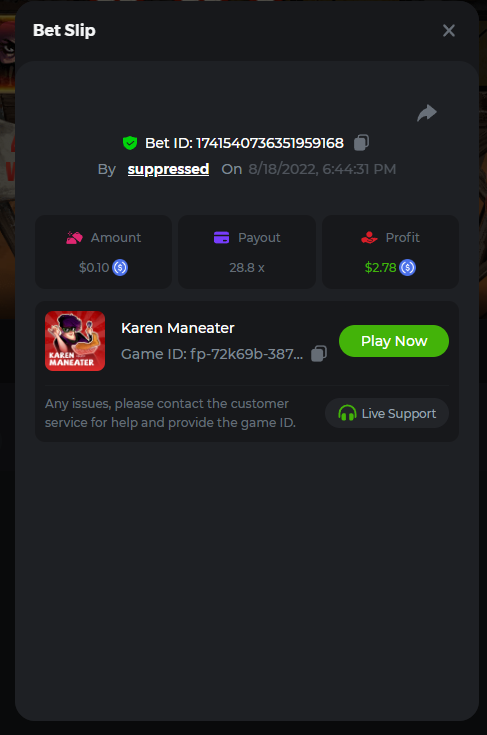 Bet Slip
Bet ID: 1741540736351959168
By suppressed On 8/18/2022, 6:44:31 PM
Amount Payout Profit
$0.10 28.8 x $2.78
KAREN
MANEATER
Karen Maneater
Game ID: fp-72k69b-387...
Play Now
Any issues, please contact the customer
service for help and provide the game ID.
Live Support